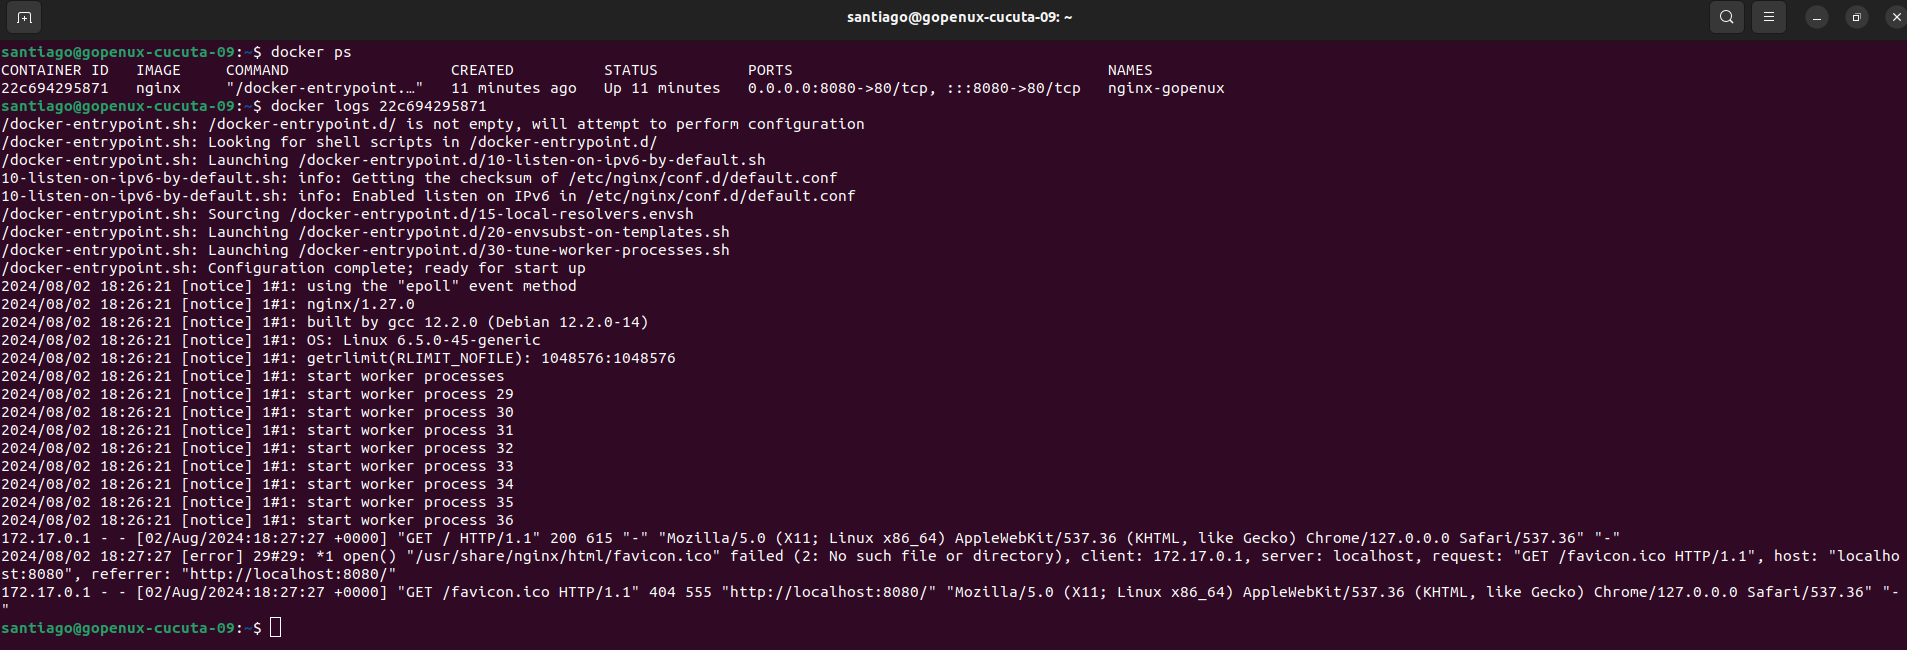 santiago@gopenux-cucuta-09: ~
santiago@gopenux-cucuta-09:~$ docker ps
CONTAINER ID   IMAGE     COMMAND                  CREATED          STATUS          PORTS                                   NAMES
22c694295871   nginx     "/docker-entrypoint.…"   11 minutes ago   Up 11 minutes   0.0.0.0:8080->80/tcp, :::8080->80/tcp   nginx-gopenux
santiago@gopenux-cucuta-09:~$ docker logs 22c694295871
/docker-entrypoint.sh: /docker-entrypoint.d/ is not empty, will attempt to perform configuration
/docker-entrypoint.sh: Looking for shell scripts in /docker-entrypoint.d/
/docker-entrypoint.sh: Launching /docker-entrypoint.d/10-listen-on-ipv6-by-default.sh
10-listen-on-ipv6-by-default.sh: info: Getting the checksum of /etc/nginx/conf.d/default.conf
10-listen-on-ipv6-by-default.sh: info: Enabled listen on IPv6 in /etc/nginx/conf.d/default.conf
/docker-entrypoint.sh: Sourcing /docker-entrypoint.d/15-local-resolvers.envsh
/docker-entrypoint.sh: Launching /docker-entrypoint.d/20-envsubst-on-templates.sh
/docker-entrypoint.sh: Launching /docker-entrypoint.d/30-tune-worker-processes.sh
/docker-entrypoint.sh: Configuration complete; ready for start up
2024/08/02 18:26:21 [notice] 1#1: using the "epoll" event method
2024/08/02 18:26:21 [notice] 1#1: nginx/1.27.0
2024/08/02 18:26:21 [notice] 1#1: built by gcc 12.2.0 (Debian 12.2.0-14)
2024/08/02 18:26:21 [notice] 1#1: OS: Linux 6.5.0-45-generic
2024/08/02 18:26:21 [notice] 1#1: getrlimit(RLIMIT_NOFILE): 1048576:1048576
2024/08/02 18:26:21 [notice] 1#1: start worker processes
2024/08/02 18:26:21 [notice] 1#1: start worker process 29
2024/08/02 18:26:21 [notice] 1#1: start worker process 30
2024/08/02 18:26:21 [notice] 1#1: start worker process 31
2024/08/02 18:26:21 [notice] 1#1: start worker process 32
2024/08/02 18:26:21 [notice] 1#1: start worker process 33
2024/08/02 18:26:21 [notice] 1#1: start worker process 34
2024/08/02 18:26:21 [notice] 1#1: start worker process 35
2024/08/02 18:26:21 [notice] 1#1: start worker process 36
172.17.0.1 - - [02/Aug/2024:18:27:27 +0000] "GET / HTTP/1.1" 200 615 "-" "Mozilla/5.0 (X11; Linux x86_64) AppleWebKit/537.36 (KHTML, like Gecko) Chrome/127.0.0.0 Safari/537.36" "-"
2024/08/02 18:27:27 [error] 29#29: *1 open() "/usr/share/nginx/html/favicon.ico" failed (2: No such file or directory), client: 172.17.0.1, server: localhost, request: "GET /favicon.ico HTTP/1.1", host: "localho
st:8080", referrer: "http://localhost:8080/"
172.17.0.1 - - [02/Aug/2024:18:27:27 +0000] "GET /favicon.ico HTTP/1.1" 404 555 "http://localhost:8080/" "Mozilla/5.0 (X11; Linux x86_64) AppleWebKit/537.36 (KHTML, like Gecko) Chrome/127.0.0.0 Safari/537.36" "-
"
santiago@gopenux-cucuta-09:~$